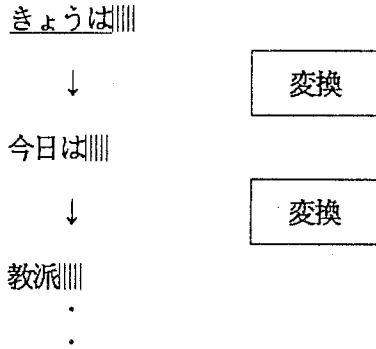 きょうは
↓ 変換
今日は
↓ 変換
教派
・
・